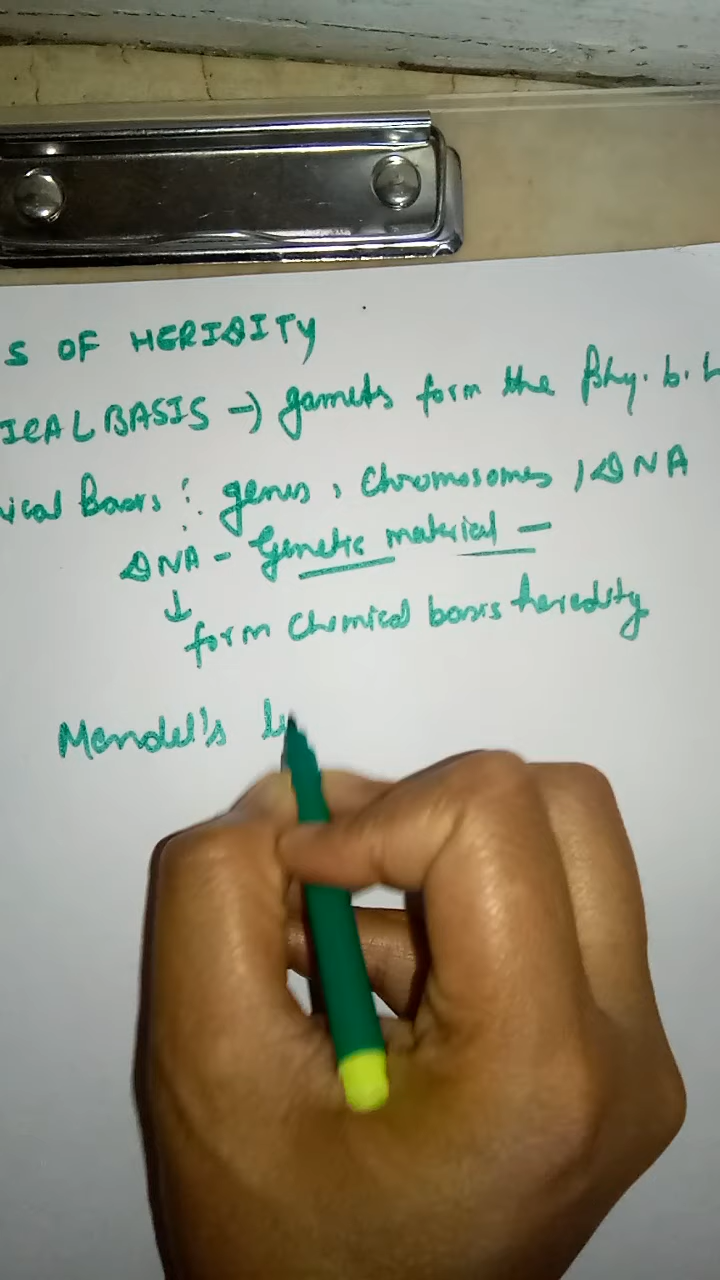 S OF HERIDITY
ICAL BASIS → gamets form the Phy. b. H
ical Basis : genes, Chromosomes, DNA
DNA - Genetic material -
↓
form Chemical basis heredity
Mendel's